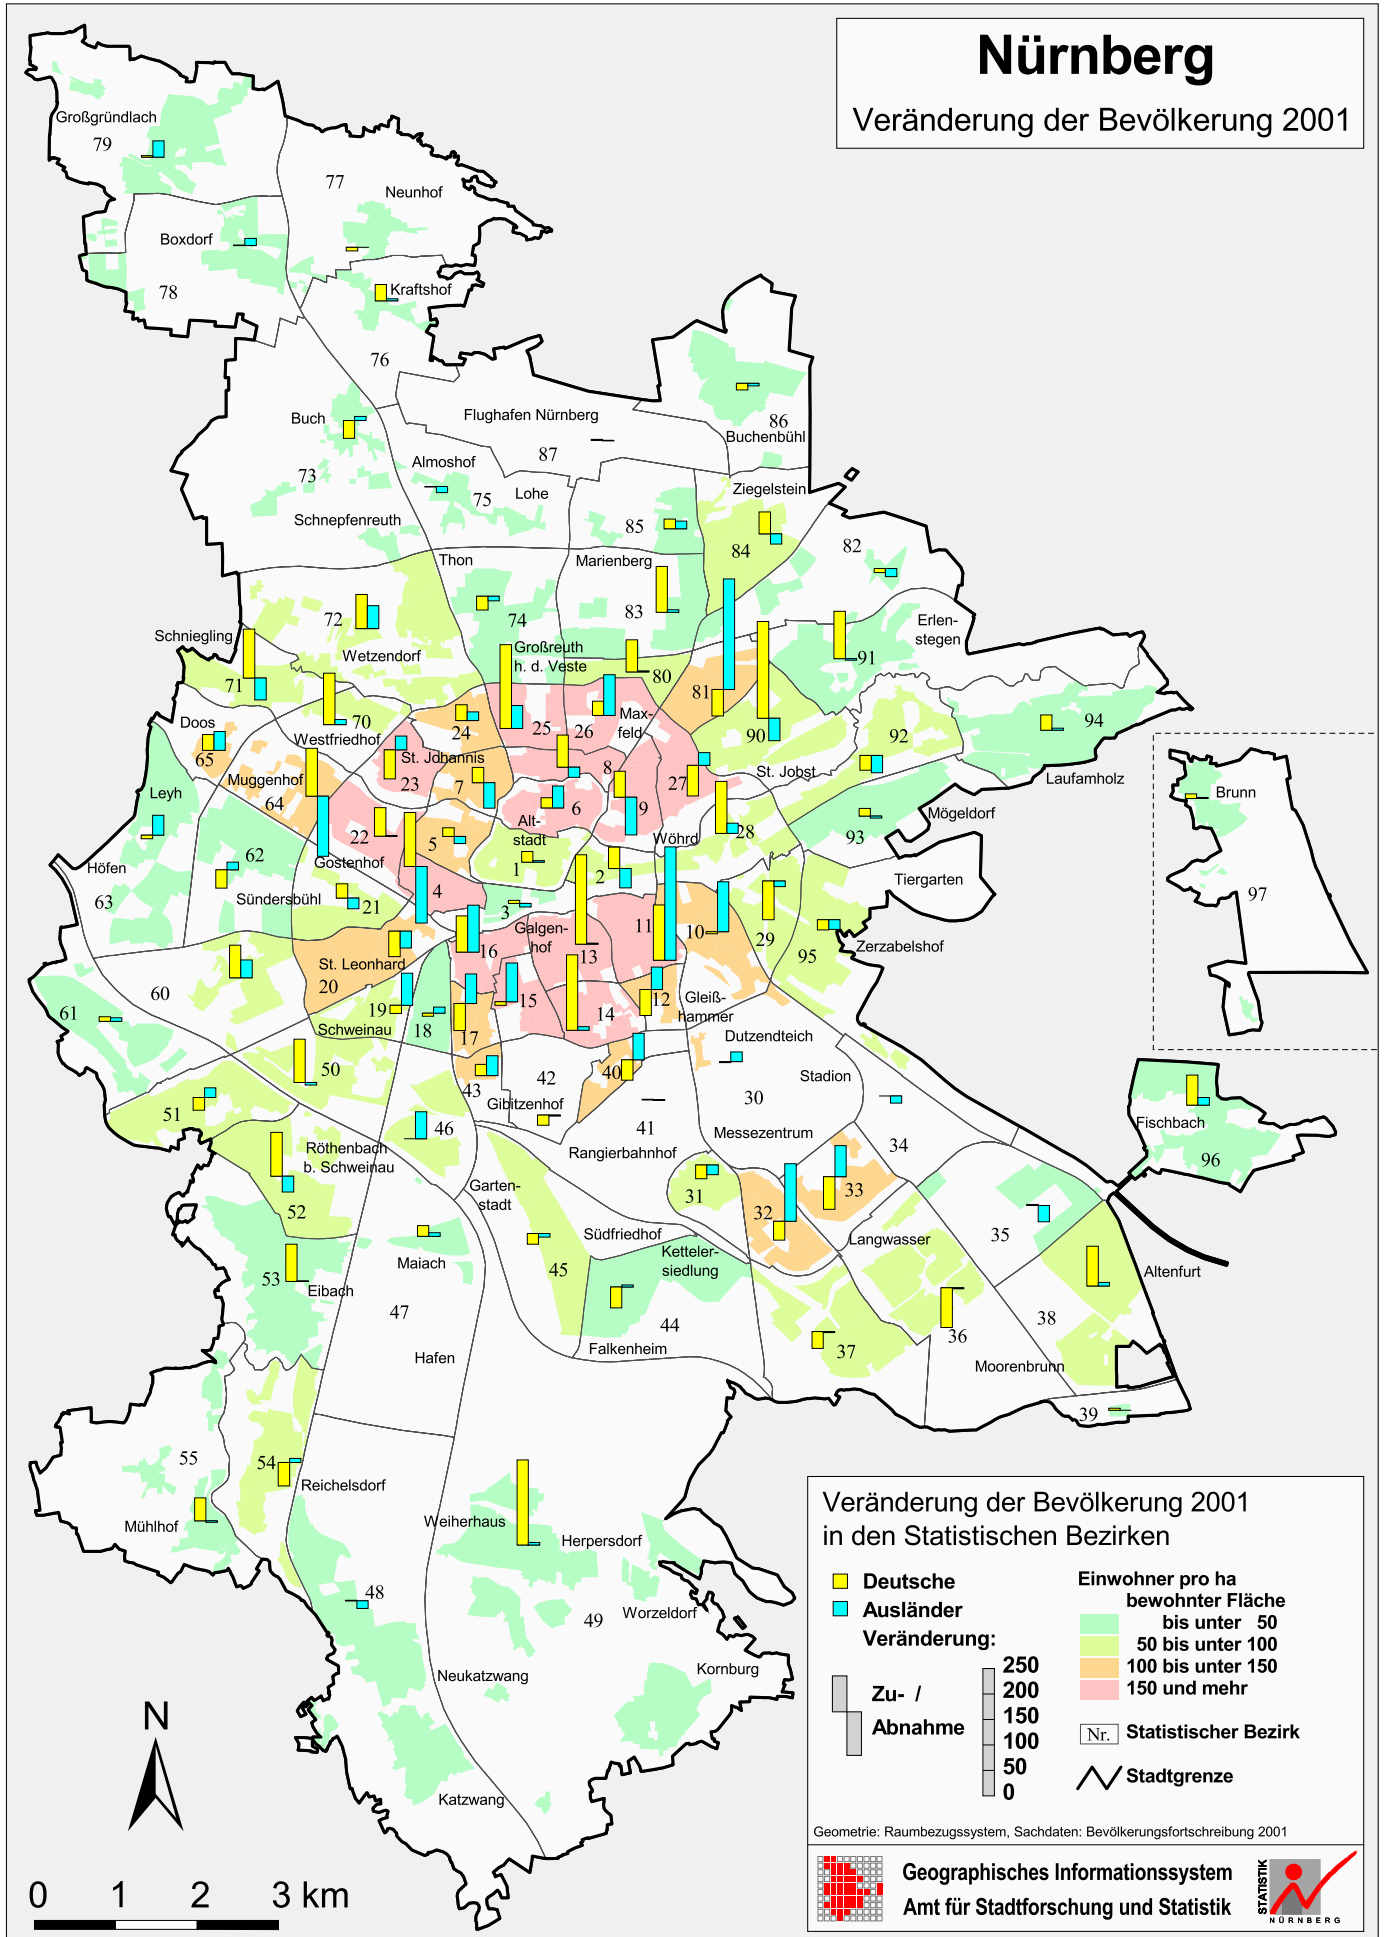 Nürnberg
Veränderung der Bevölkerung 2001
Großgründlach
79
77
Neunhof
Boxdorf
78
Kraftshof
76
Buch
Flughafen Nürnberg
87
86
Buchenbühl
73
Almoshof
75
Lohe
Schnepfenreuth
Ziegelstein
85
84
82
Thon
Marienberg
83
74
72
Wetzendorf
Schniegling
71
Großreuth
h. d. Veste
80
Erlen-
stegen
91
81
70
Westfriedhof
24
25
26
Max-
feld
90
92
94
Doos
65
Muggenhof
64
St. Johannis
23
7
8
27
St. Jobst
Laufamholz
Leyh
22
5
6
9
Alt-
stadt
1
Wöhrd
28
93
Mögeldorf
Brunn
97
Höfen
63
62
Gostenhof
4
2
Tiergarten
Sündersbühl
21
3
Galgen-
hof
11
10
29
95
Zerzabelshof
16
13
St. Leonhard
20
60
61
19
18
17
15
14
12
Gleiß-
hammer
Schweinau
Dutzendteich
50
43
42
40
30
Stadion
Gibitzenhof
51
46
41
Rangierbahnhof
Messezentrum
34
Fischbach
96
Röthenbach
b. Schweinau
52
Garten-
stadt
31
32
33
Südfriedhof
Langwasser
35
Maiach
45
Ketteler-
siedlung
53
Eibach
47
44
Altenfurt
38
36
37
Falkenheim
Hafen
Moorenbrunn
39
55
54
Reichelsdorf
Mühlhof
Weiherhaus
Herpersdorf
48
49
Worzeldorf
Neukatzwang
Kornburg
Katzwang
N
0 1 2 3 km
Veränderung der Bevölkerung 2001
in den Statistischen Bezirken
Deutsche
Ausländer
Veränderung:
Zu- /
Abnahme
250
200
150
100
50
0
Einwohner pro ha
bewohnter Fläche
bis unter 50
50 bis unter 100
100 bis unter 150
150 und mehr
Nr. Statistischer Bezirk
Stadtgrenze
Geometrie: Raumbezugssystem, Sachdaten: Bevölkerungsfortschreibung 2001
Geographisches Informationssystem
Amt für Stadtforschung und Statistik
STATISTIK
NÜRNBERG